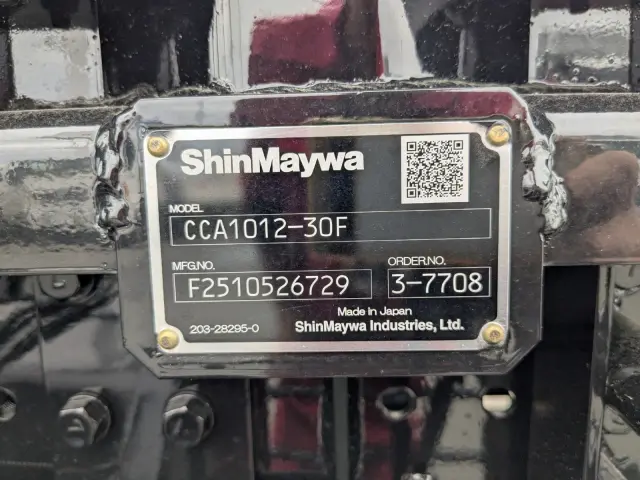 ShinMaywa
MODEL
CCA1012-30F
MFG.NO.
F2510526729
ORDER.NO.
3-7708
Made in Japan
203-28295-0
ShinMaywa Industries, Ltd.